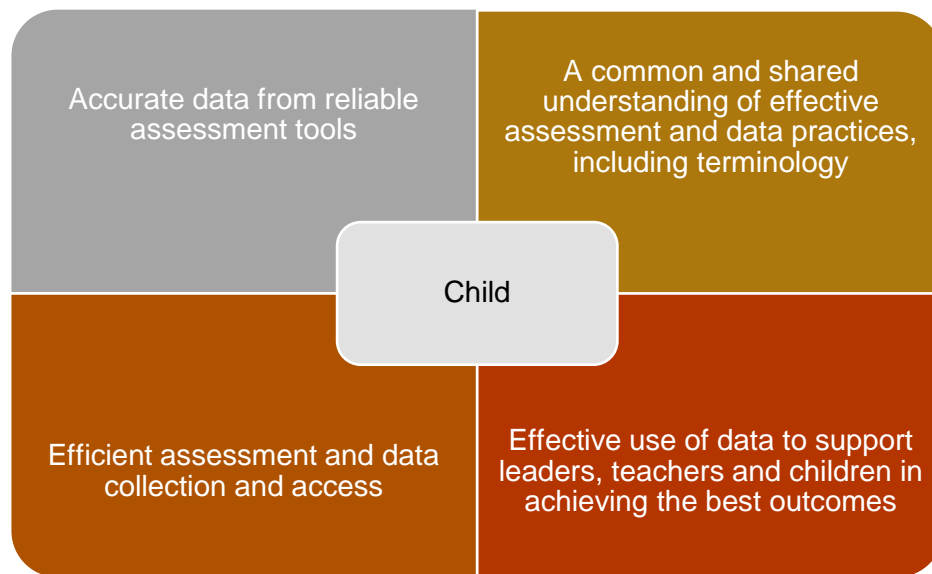 Accurate data from reliable
assessment tools
A common and shared
understanding of effective
assessment and data practices,
including terminology
Child
Efficient assessment and data
collection and access
Effective use of data to support
leaders, teachers and children in
achieving the best outcomes